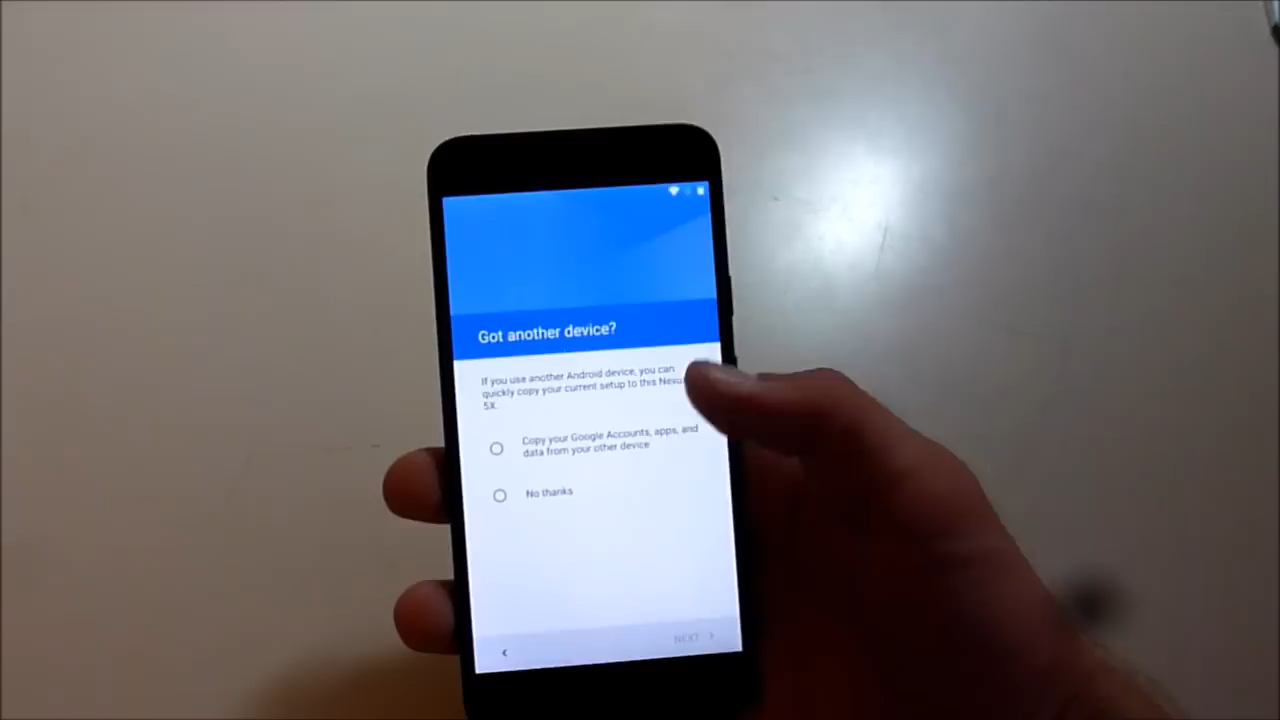 Got another device?
If you use another Android device, you can
quickly copy your current setup to this
5X.
Copy your Google Accounts, apps, and
data from your other device
No thanks
NEXT